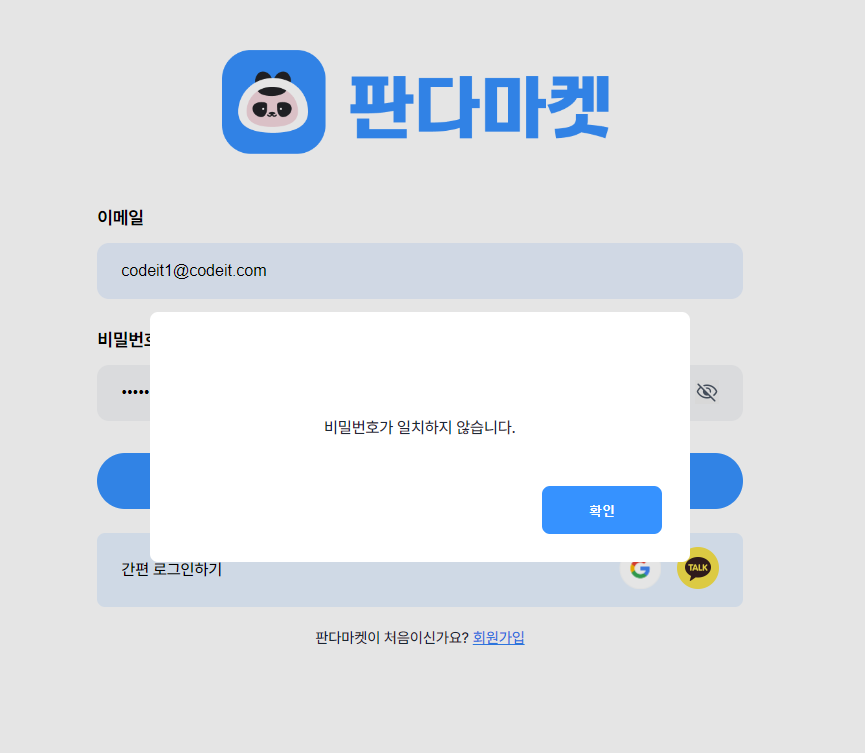 판다마켓
이메일
codeit1@codeit.com
비밀번호
비밀번호가 일치하지 않습니다.
확인
간편 로그인하기
TALK
판다마켓이 처음이신가요? 회원가입